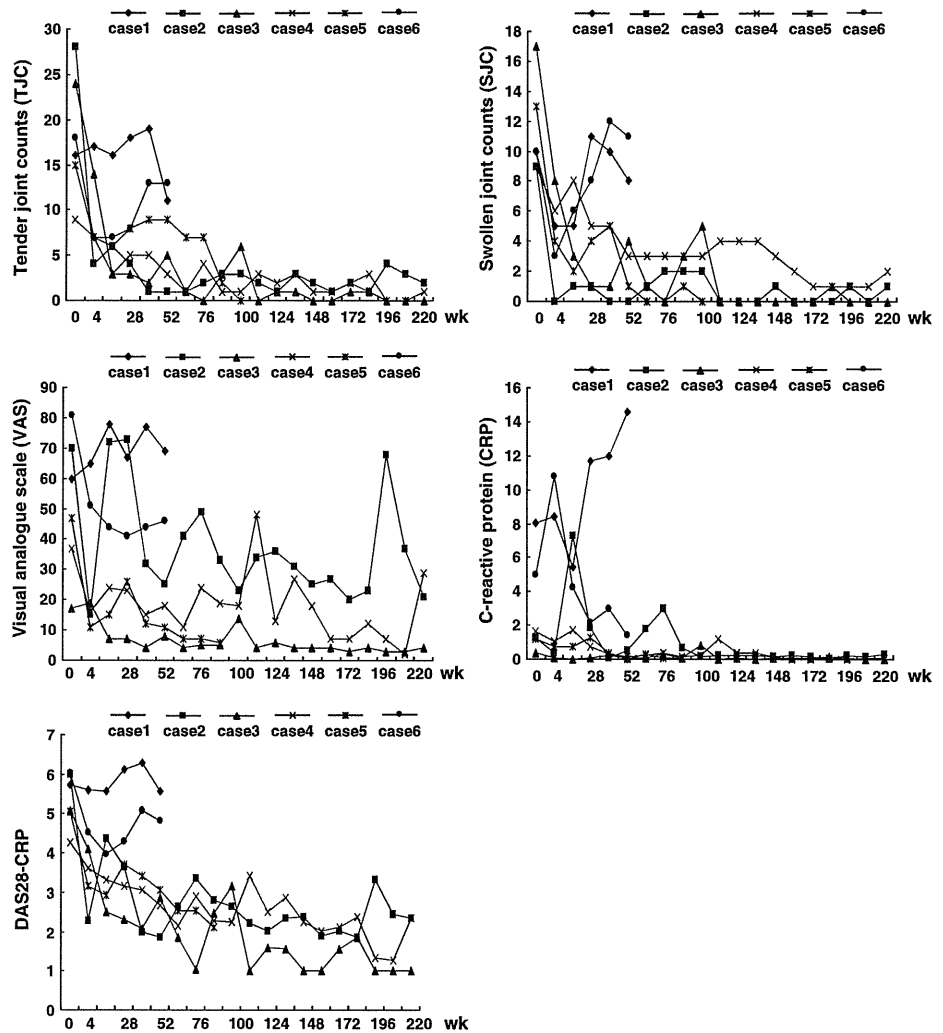 case1 case2 case3 case4 case5 case6
Tender joint counts (TJC)
30
25
20
15
10
5
0
0 4 28 52 76 100 124 148 172 196 220 wk
case1 case2 case3 case4 case5 case6
Swollen joint counts (SJC)
18
16
14
12
10
8
6
4
2
0
0 4 28 52 76 100 124 148 172 196 220 wk
case1 case2 case3 case4 case5 case6
Visual analogue scale (VAS)
90
80
70
60
50
40
30
20
10
0
0 4 28 52 76 100 124 148 172 196 220 wk
case1 case2 case3 case4 case5 case6
C-reactive protein (CRP)
16
14
12
10
8
6
4
2
0
0 4 28 52 76 100 124 148 172 196 220 wk
case1 case2 case3 case4 case5 case6
DAS28-CRP
7
6
5
4
3
2
1
0
0 4 28 52 76 100 124 148 172 196 220 wk